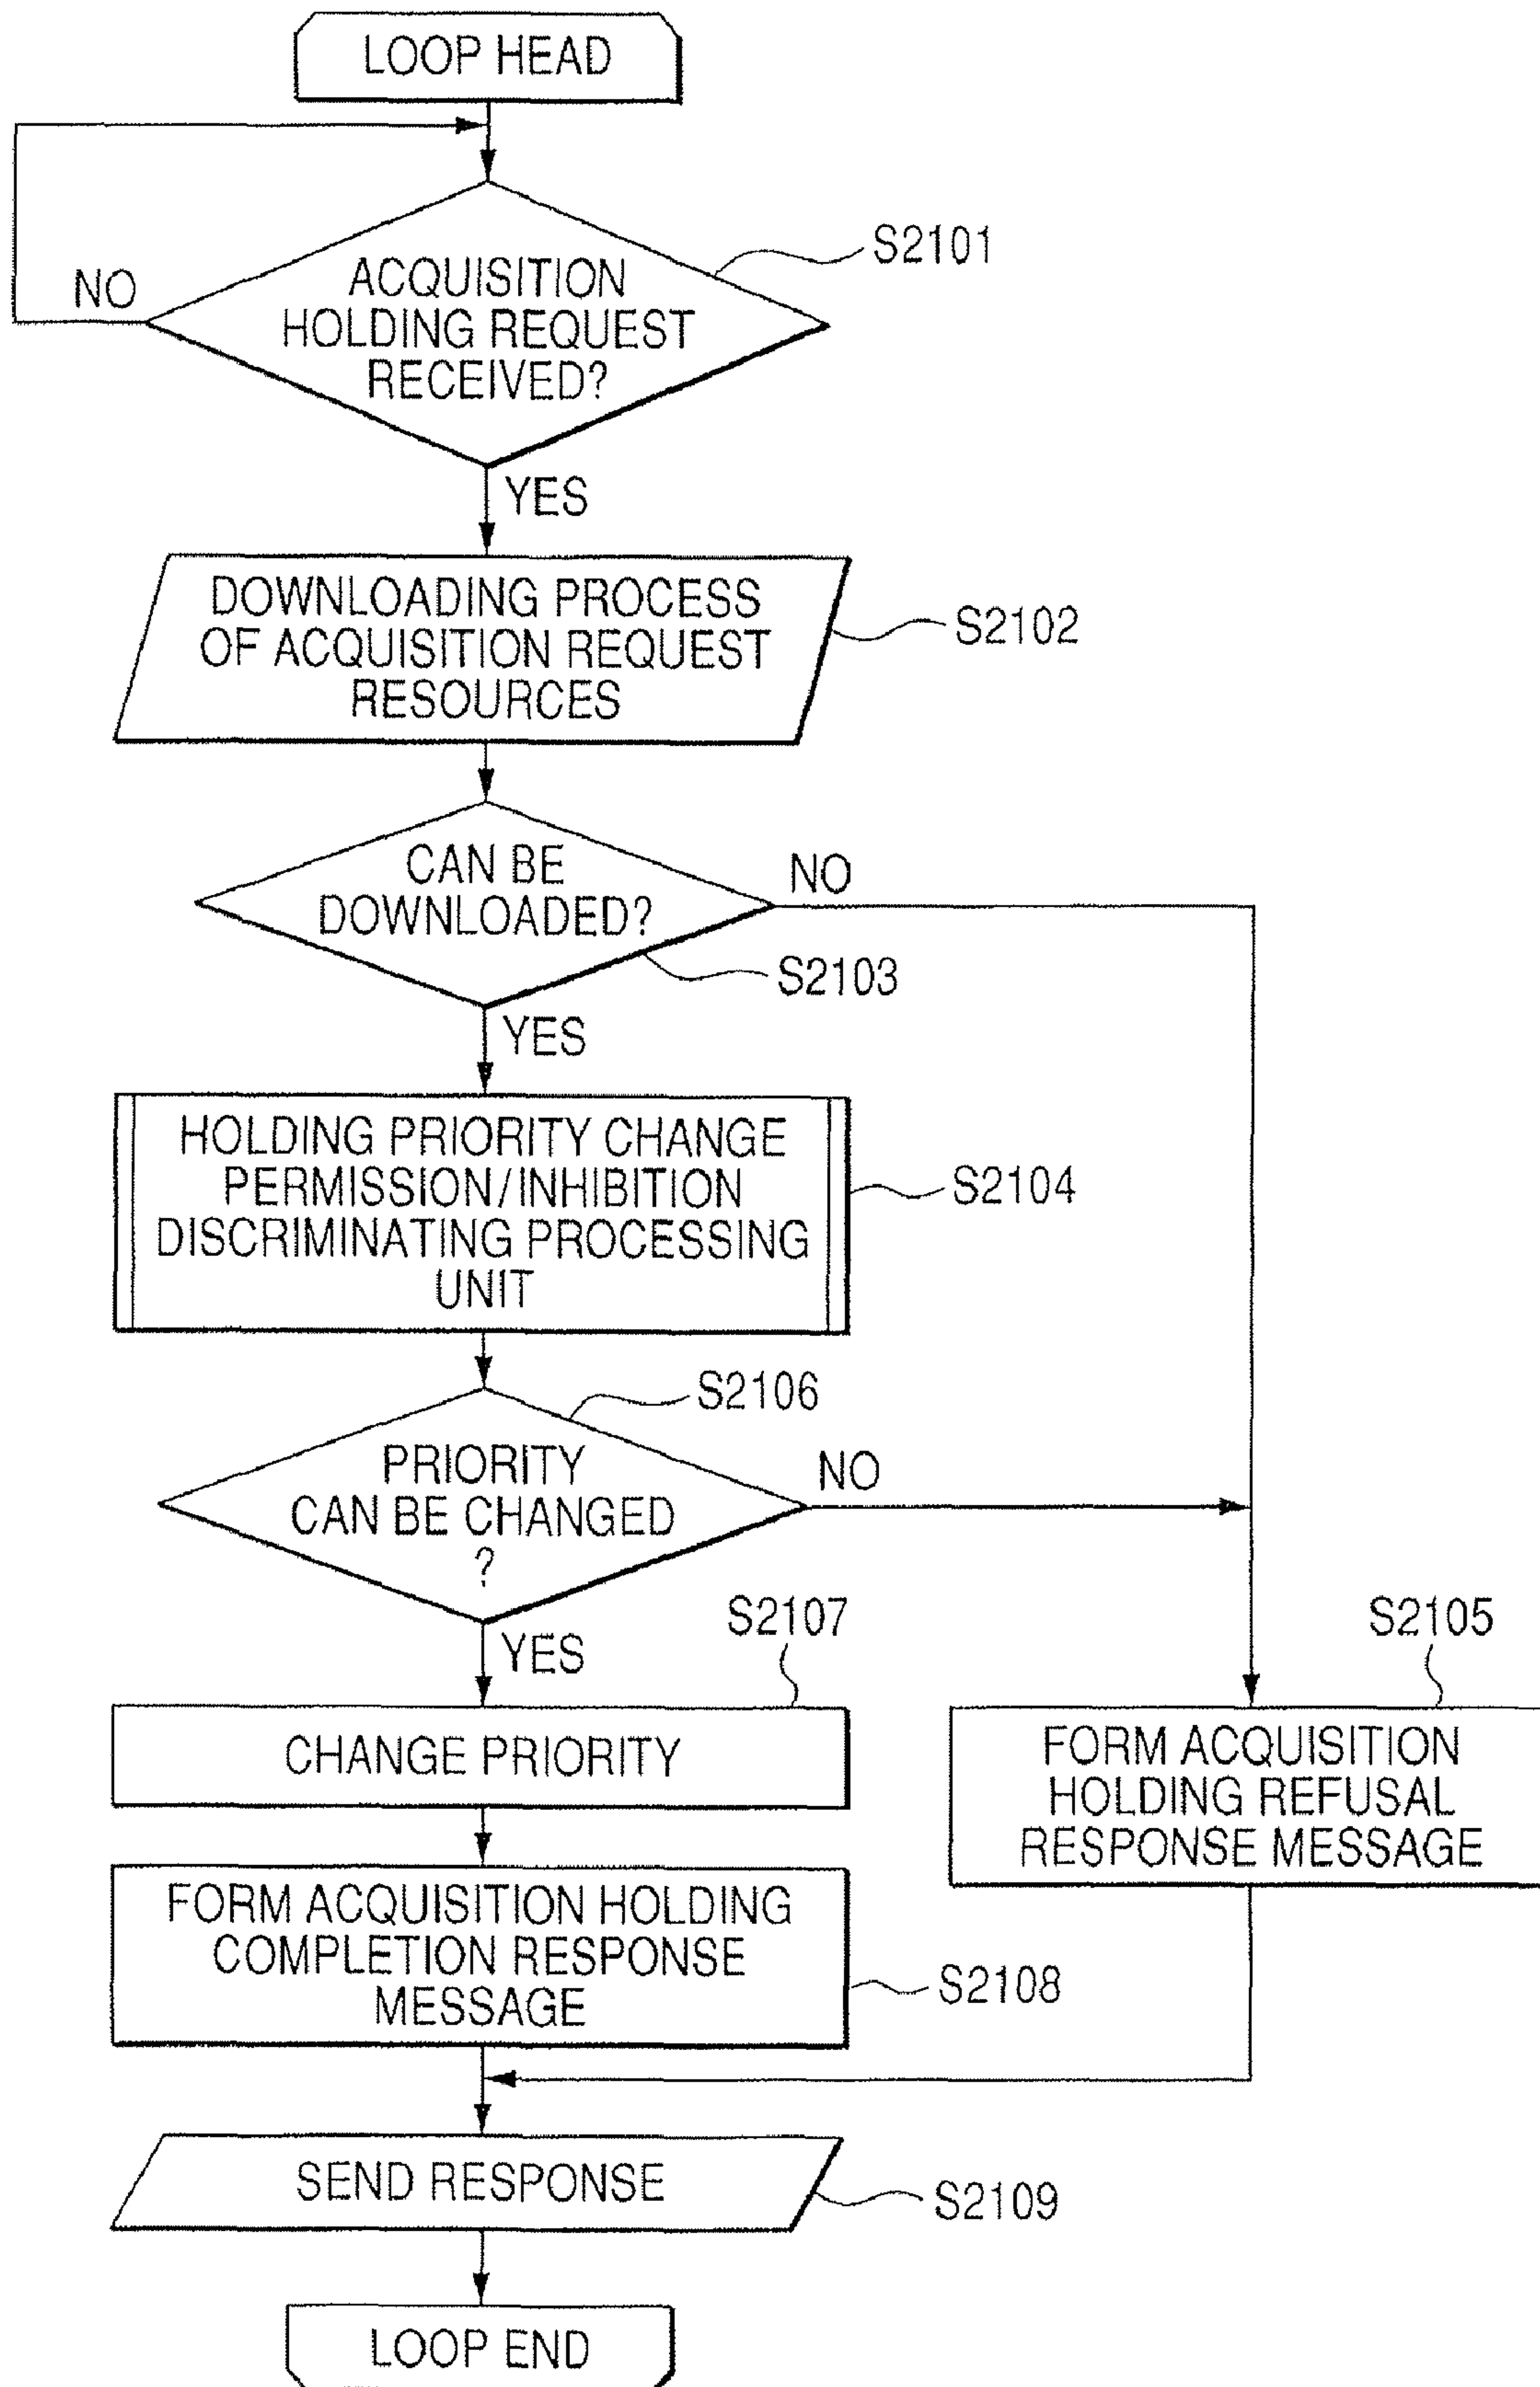 LOOP HEAD
S2101
NO
ACQUISITION
HOLDING REQUEST
RECEIVED?
YES
DOWNLOADING PROCESS
OF ACQUISITION REQUEST
RESOURCES
S2102
CAN BE
DOWNLOADED?
NO
S2103
YES
HOLDING PRIORITY CHANGE
PERMISSION/INHIBITION
DISCRIMINATING PROCESSING
UNIT
S2104
S2106
PRIORITY
CAN BE CHANGED
?
NO
YES
S2107
S2105
CHANGE PRIORITY
FORM ACQUISITION
HOLDING REFUSAL
RESPONSE MESSAGE
FORM ACQUISITION HOLDING
COMPLETION RESPONSE
MESSAGE
S2108
SEND RESPONSE
S2109
LOOP END